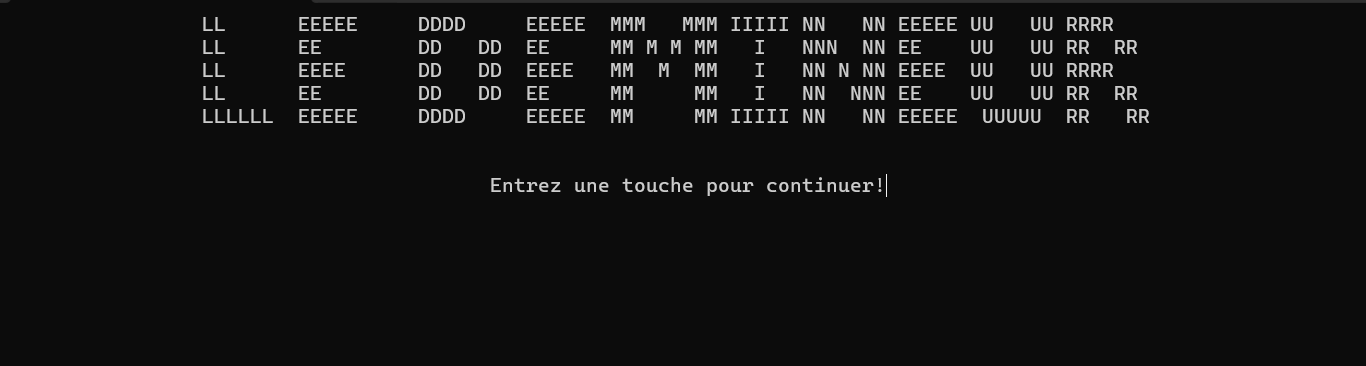 LL      EEEEE     DDDD     EEEEE  MMM   MMM IIIII NN   NN EEEEE UU   UU RRRR
LL      EE        DD   DD  EE     MM M M MM   I   NNN  NN EE    UU   UU RR  RR
LL      EEEE      DD   DD  EEEE   MM  M  MM   I   NN N NN EEEE  UU   UU RRRR
LL      EE        DD   DD  EE     MM     MM   I   NN  NNN EE    UU   UU RR  RR
LLLLLL  EEEEE     DDDD     EEEEE  MM     MM IIIII NN   NN EEEEE  UUUUU  RR   RR
Entrez une touche pour continuer!